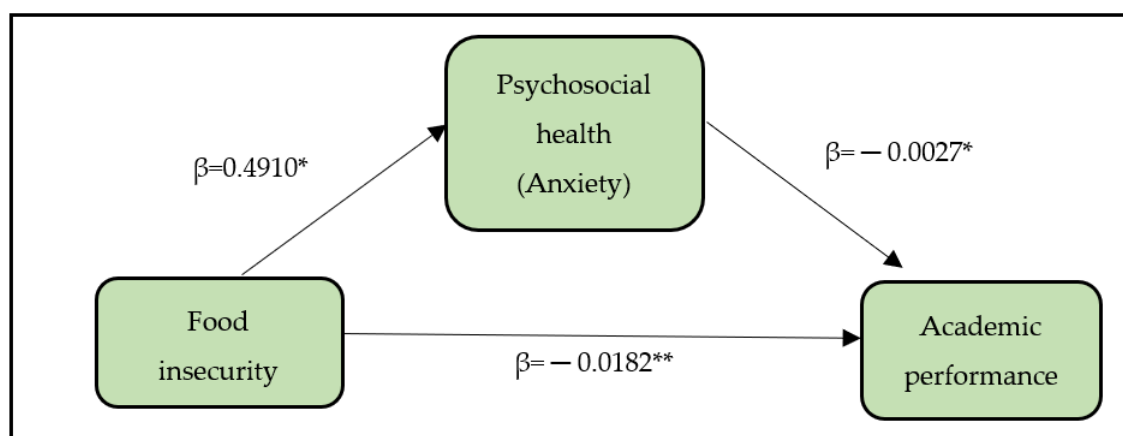 Psychosocial
health
(Anxiety)
β=0.4910*
β= − 0.0027*
Food
insecurity
β= − 0.0182**
Academic
performance